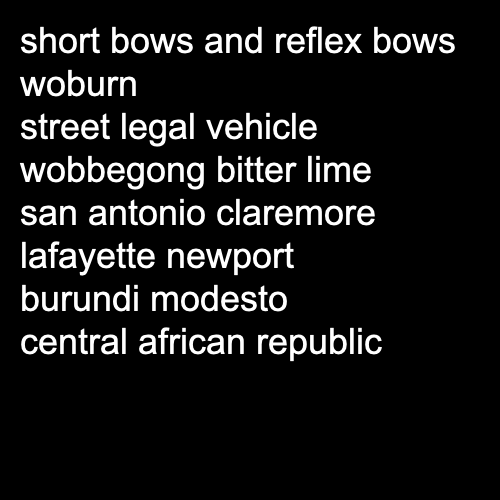 short bows and reflex bows
woburn
street legal vehicle
wobbegong bitter lime
san antonio claremore
lafayette newport
burundi modesto
central african republic